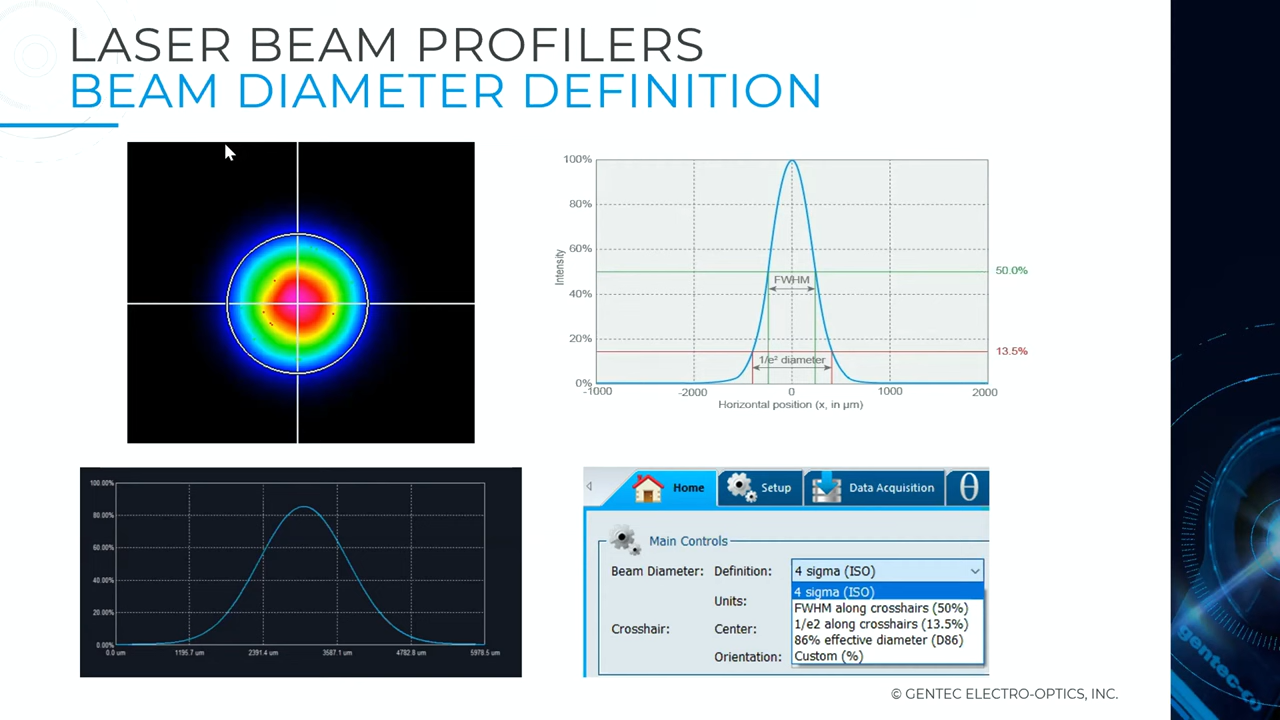 LASER BEAM PROFILERS
BEAM DIAMETER DEFINITION
100%
80%
60%
40%
20%
0%
Intensity
FWHM
1/e² diameter
50.0%
13.5%
-1000
-2000
0
1000
2000
Horizontal position (x, in µm)
100.00%
80.00%
60.00%
40.00%
20.00%
0.00%
0.0 um
1195.7 um
2391.4 um
3587.1 um
4782.8 um
5978.5 um
Home
Setup
Data Acquisition
θ
Main Controls
Beam Diameter:
Definition:
4 sigma (ISO)
4 sigma (ISO)
Units:
FWHM along crosshairs (50%)
1/e2 along crosshairs (13.5%)
Crosshair:
Center:
86% effective diameter (D86)
Orientation:
Custom (%)
© GENTEC ELECTRO-OPTICS, INC.